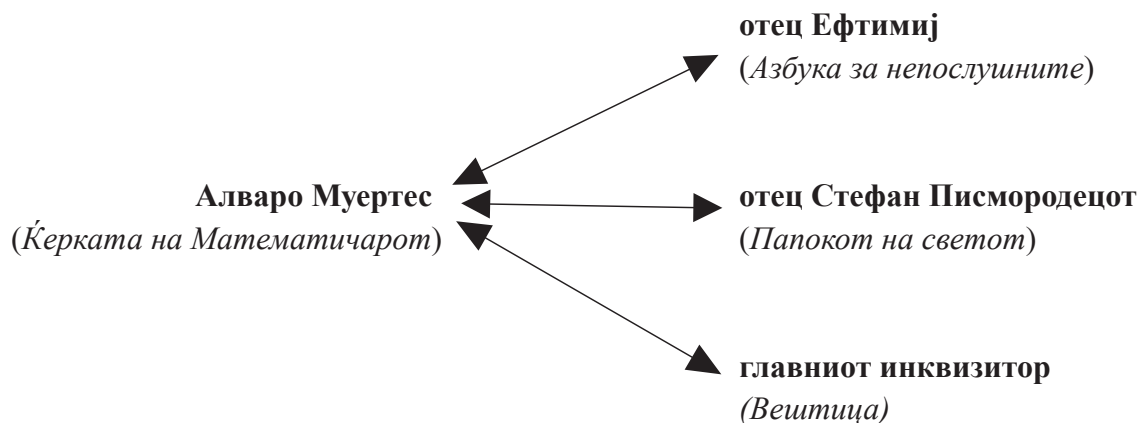 отец Ефтимиј
(Азбука за непослушните)
Алваро Муертес
(Ќерката на Математичарот)
отец Стефан Писмородецот
(Папокот на светот)
главниот инквизитор
(Вештица)